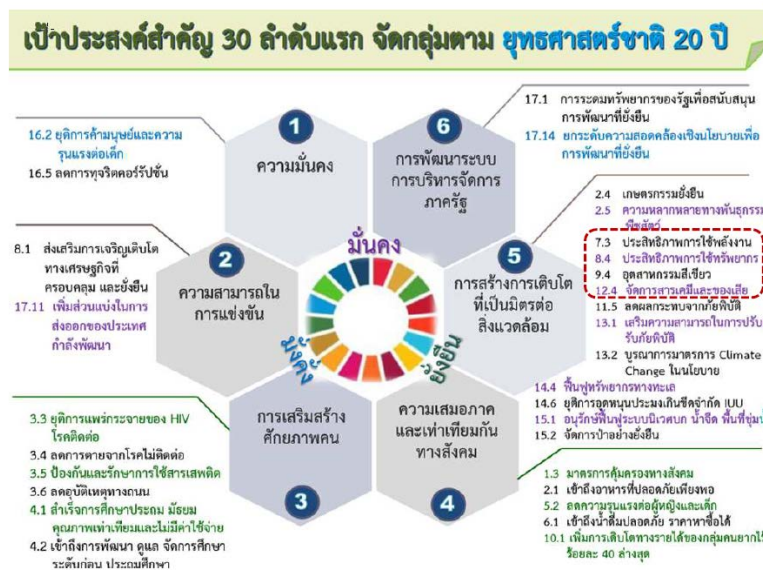 เป้าประสงค์สำคัญ 30 ลำดับแรก จัดกลุ่มตาม ยุทธศาสตร์ชาติ 20 ปี
16.2 ยุติการค้ามนุษย์และความ
รุนแรงต่อเด็ก
16.5 ลดการทุจริตคอร์รัปชั่น
1
ความมั่นคง
6
การพัฒนาระบบ
การบริหารจัดการ
ภาครัฐ
17.1 การระดมทรัพยากรของรัฐเพื่อสนับสนุน
การพัฒนาที่ยั่งยืน
17.14 ยกระดับความสอดคล้องเชิงนโยบายเพื่อ
การพัฒนาที่ยั่งยืน
8.1 ส่งเสริมการเจริญเติบโต
ทางเศรษฐกิจที่
ครอบคลุม และยั่งยืน
17.11 เพิ่มส่วนแบ่งในการ
ส่งออกของประเทศ
กำลังพัฒนา
2
ความสามารถใน
การแข่งขัน
มั่นคง
มั่งคั่ง
ยั่งยืน
5
การสร้างการเติบโต
ที่เป็นมิตรต่อ
สิ่งแวดล้อม
2.4 เกษตรกรรมยั่งยืน
2.5 ความหลากหลายทางพันธุกรรม
พืชสัตว์
7.3 ประสิทธิภาพการใช้พลังงาน
8.4 ประสิทธิภาพการใช้ทรัพยากร
9.4 อุตสาหกรรมสีเขียว
12.4 จัดการสารเคมีและของเสีย
11.5 ลดผลกระทบจากภัยพิบัติ
13.1 เสริมความสามารถในการปรับ
รับภัยพิบัติ
13.2 บูรณาการมาตรการ Climate
Change ในนโยบาย
14.4 ฟื้นฟูทรัพยากรทางทะเล
14.6 ยุติการอุดหนุนประมงเกินขีดจำกัด IUU
15.1 อนุรักษ์ฟื้นฟูระบบนิเวศบก น้ำจืด พื้นที่ชุ่ม
15.2 จัดการป่าอย่างยั่งยืน
3.3 ยุติการแพร่กระจายของ HIV
โรคติดต่อ
3.4 ลดการตายจากโรคไม่ติดต่อ
3.5 ป้องกันและรักษาการใช้สารเสพติด
3.6 ลดอุบัติเหตุทางถนน
4.1 สำเร็จการศึกษาประถม มัธยม
คุณภาพเท่าเทียมและไม่มีค่าใช้จ่าย
4.2 เข้าถึงการพัฒนา ดูแล จัดการศึกษา
ระดับก่อน ประถมศึกษา
การเสริมสร้าง
ศักยภาพคน
3
ความเสมอภาค
และเท่าเทียมกัน
ทางสังคม
4
1.3 มาตรการคุ้มครองทางสังคม
2.1 เข้าถึงอาหารที่ปลอดภัยเพียงพอ
5.2 ลดความรุนแรงต่อผู้หญิงและเด็ก
6.1 เข้าถึงน้ำดื่มปลอดภัย ราคาหาซื้อได้
10.1 เพิ่มการเติบโตทางรายได้ของกลุ่มคนยากไร้
ร้อยละ 40 ล่างสุด